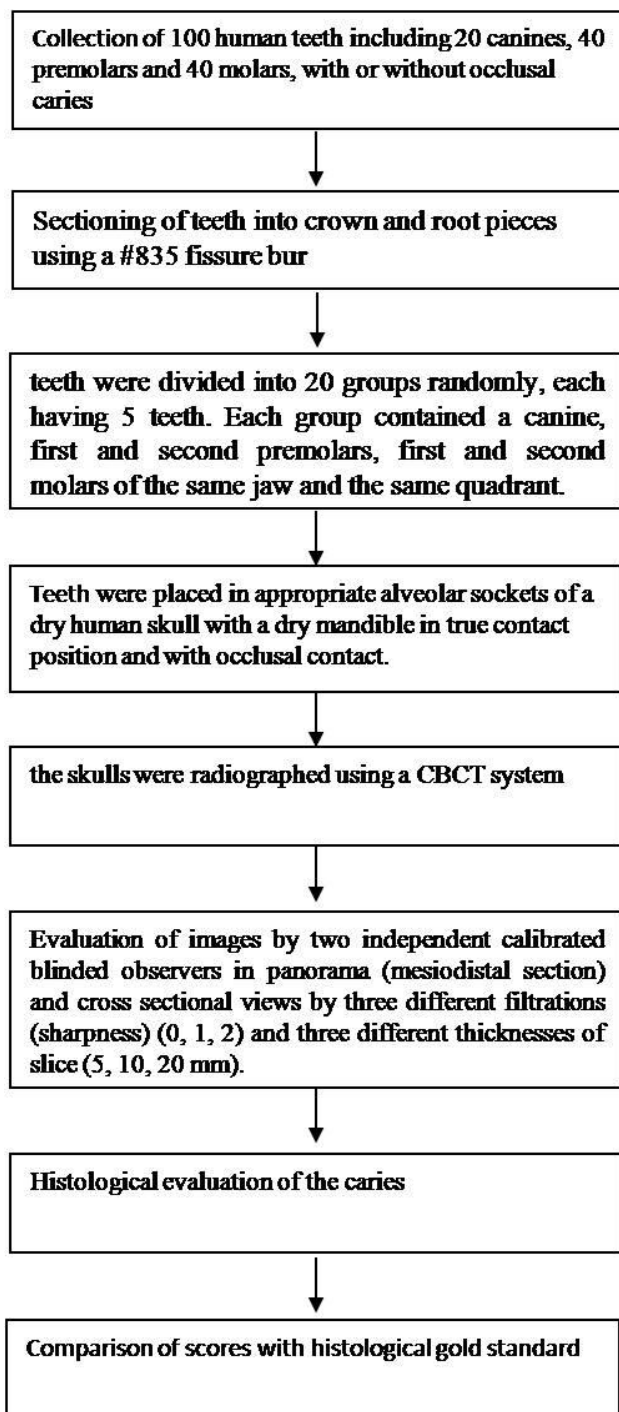 Collection of 100 human teeth including 20 canines, 40
premolars and 40 molars, with or without occlusal
caries
Sectioning of teeth into crown and root pieces
using a #835 fissure bur
teeth were divided into 20 groups randomly, each
having 5 teeth. Each group contained a canine,
first and second premolars, first and second
molars of the same jaw and the same quadrant.
Teeth were placed in appropriate alveolar sockets of a
dry human skull with a dry mandible in true contact
position and with occlusal contact.
the skulls were radiographed using a CBCT system
Evaluation of images by two independent calibrated
blinded observers in panorama (mesiodistal section)
and cross sectional views by three different filtrations
(sharpness) (0, 1, 2) and three different thicknesses of
slice (5, 10, 20 mm).
Histological evaluation of the caries
Comparison of scores with histological gold standard